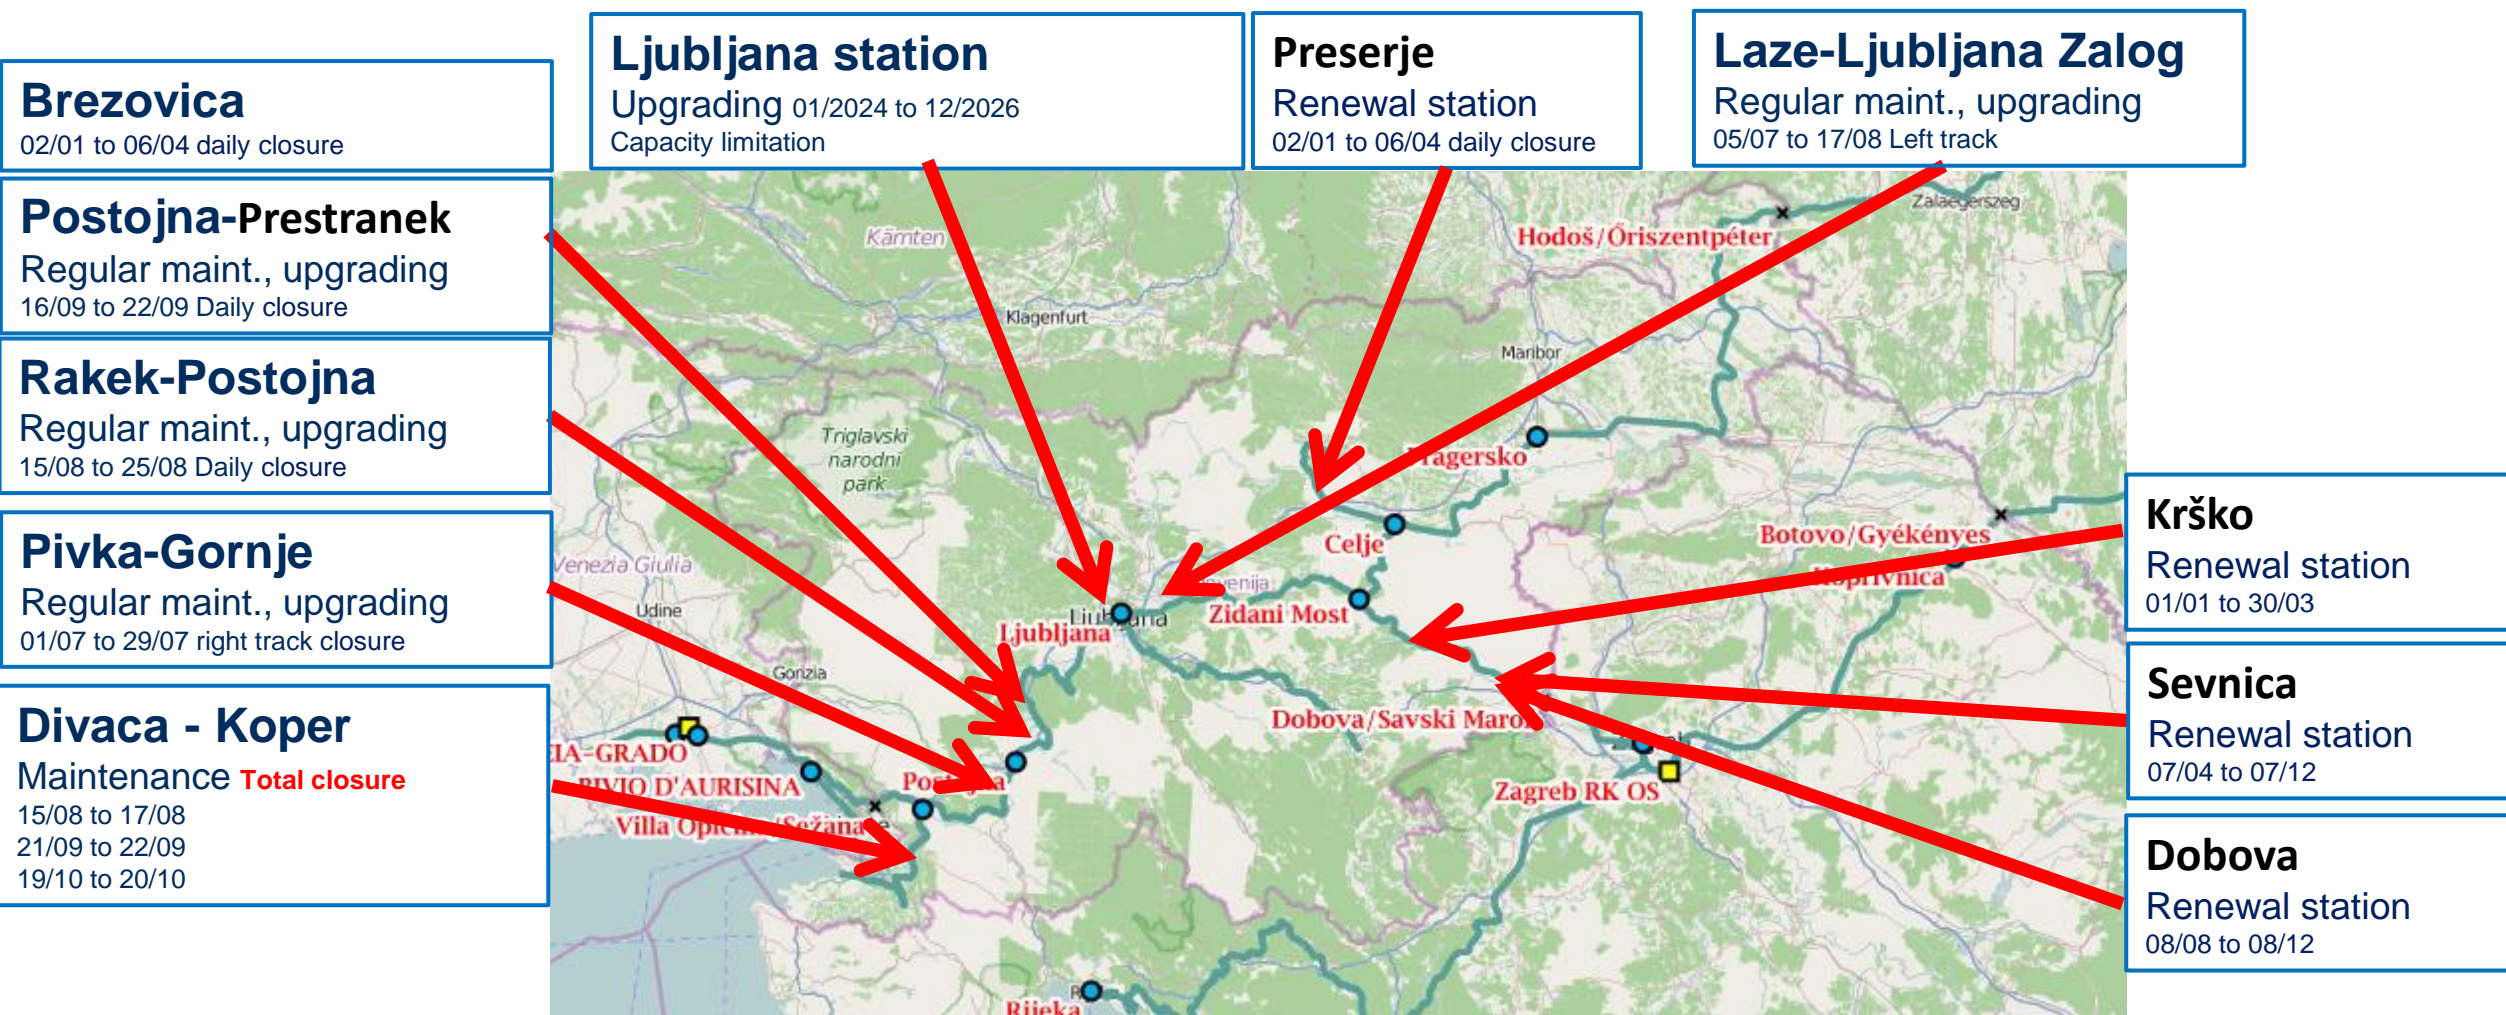 Brezovica
02/01 to 06/04 daily closure
Ljubljana station
Upgrading 01/2024 to 12/2026
Capacity limitation
Preserje
Renewal station
02/01 to 06/04 daily closure
Laze-Ljubljana Zalog
Regular maint., upgrading
05/07 to 17/08 Left track
Postojna-Prestranek
Regular maint., upgrading
16/09 to 22/09 Daily closure
Rakek-Postojna
Regular maint., upgrading
15/08 to 25/08 Daily closure
Pivka-Gornje
Regular maint., upgrading
01/07 to 29/07 right track closure
Divaca - Koper
Maintenance Total closure
15/08 to 17/08
21/09 to 22/09
19/10 to 20/10
Krško
Renewal station
01/01 to 30/03
Sevnica
Renewal station
07/04 to 07/12
Dobova
Renewal station
08/08 to 08/12
Kärnten
Zalaegerszeg
Hodoš/Őriszentpéter
Klagenfurt
Maribor
Triglavski
narodni
park
Celje
Botovo/Gyékényes
Venezia Giulia
Udine
Ljubljana
Zidani Most
Gorizia
Dobova/Savski
IA-GRADO
BIVIO D'AURISINA
Zagreb RK OS
Rijeka